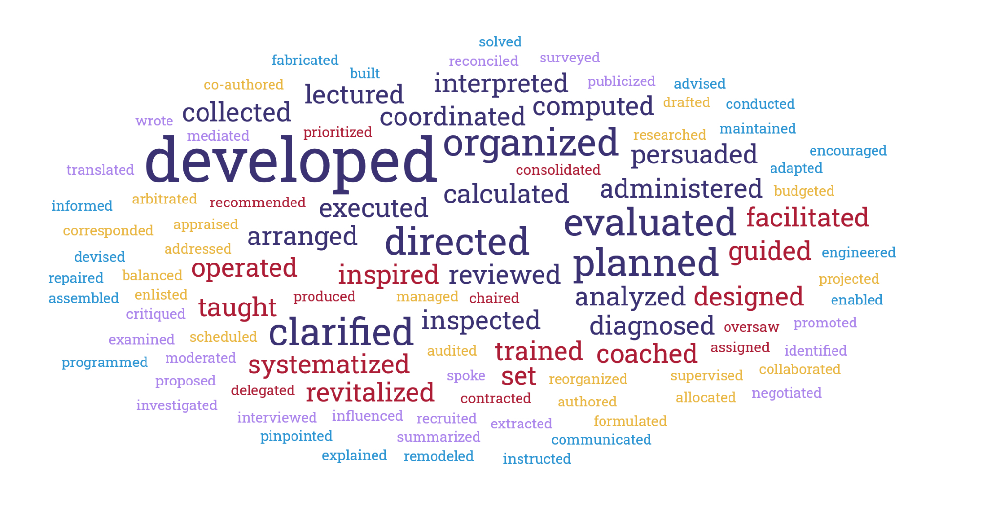 solved
fabricated
reconciled
surveyed
built
co-authored
lectured
interpreted
publicized
advised
collected
coordinated
computed
drafted
conducted
wrote
mediated
prioritized
organized
researched
maintained
developed
persuaded
encouraged
translated
consolidated
adapted
informed
arbitrated
recommended
executed
calculated
administered
budgeted
corresponded
appraised
arranged
directed
evaluated
facilitated
devised
addressed
operated
inspired
reviewed
planned
guided
engineered
repaired
balanced
projected
assembled
enlisted
taught
produced
managed
chaired
analyzed
designed
enabled
critiqued
clarified
inspected
diagnosed
oversaw
promoted
examined
scheduled
audited
trained
coached
assigned
identified
programmed
moderated
systematized
spoke
set
reorganized
supervised
collaborated
proposed
delegated
revitalized
contracted
authored
allocated
negotiated
investigated
interviewed
influenced
recruited
extracted
formulated
pinpointed
summarized
communicated
explained
remodeled
instructed